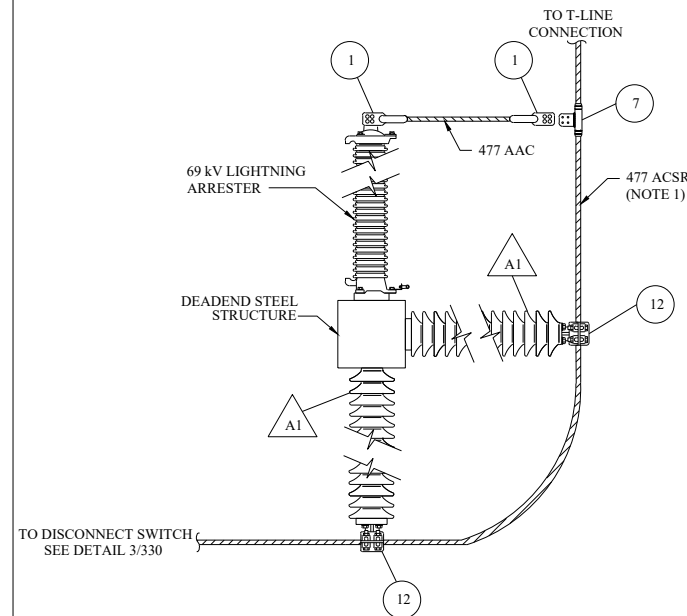 TO T-LINE
CONNECTION
1
1
7
477 AAC
69 kV LIGHTNING
ARRESTER
477 ACSR
(NOTE 1)
A1
DEADEND STEEL
STRUCTURE
12
A1
TO DISCONNECT SWITCH
SEE DETAIL 3/330
12